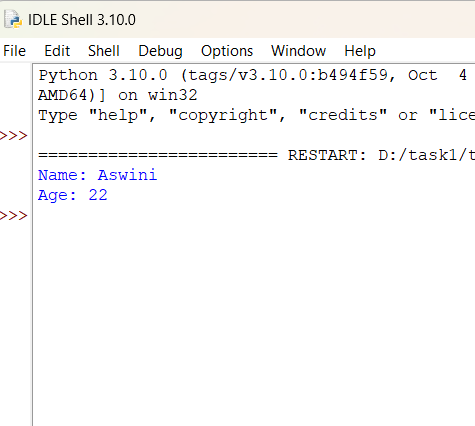 IDLE Shell 3.10.0
File Edit Shell Debug Options Window Help
Python 3.10.0 (tags/v3.10.0:b494f59, Oct  4
AMD64)] on win32
Type "help", "copyright", "credits" or "lice
>>>
======================== RESTART: D:/task1/t
Name: Aswini
Age: 22
>>>